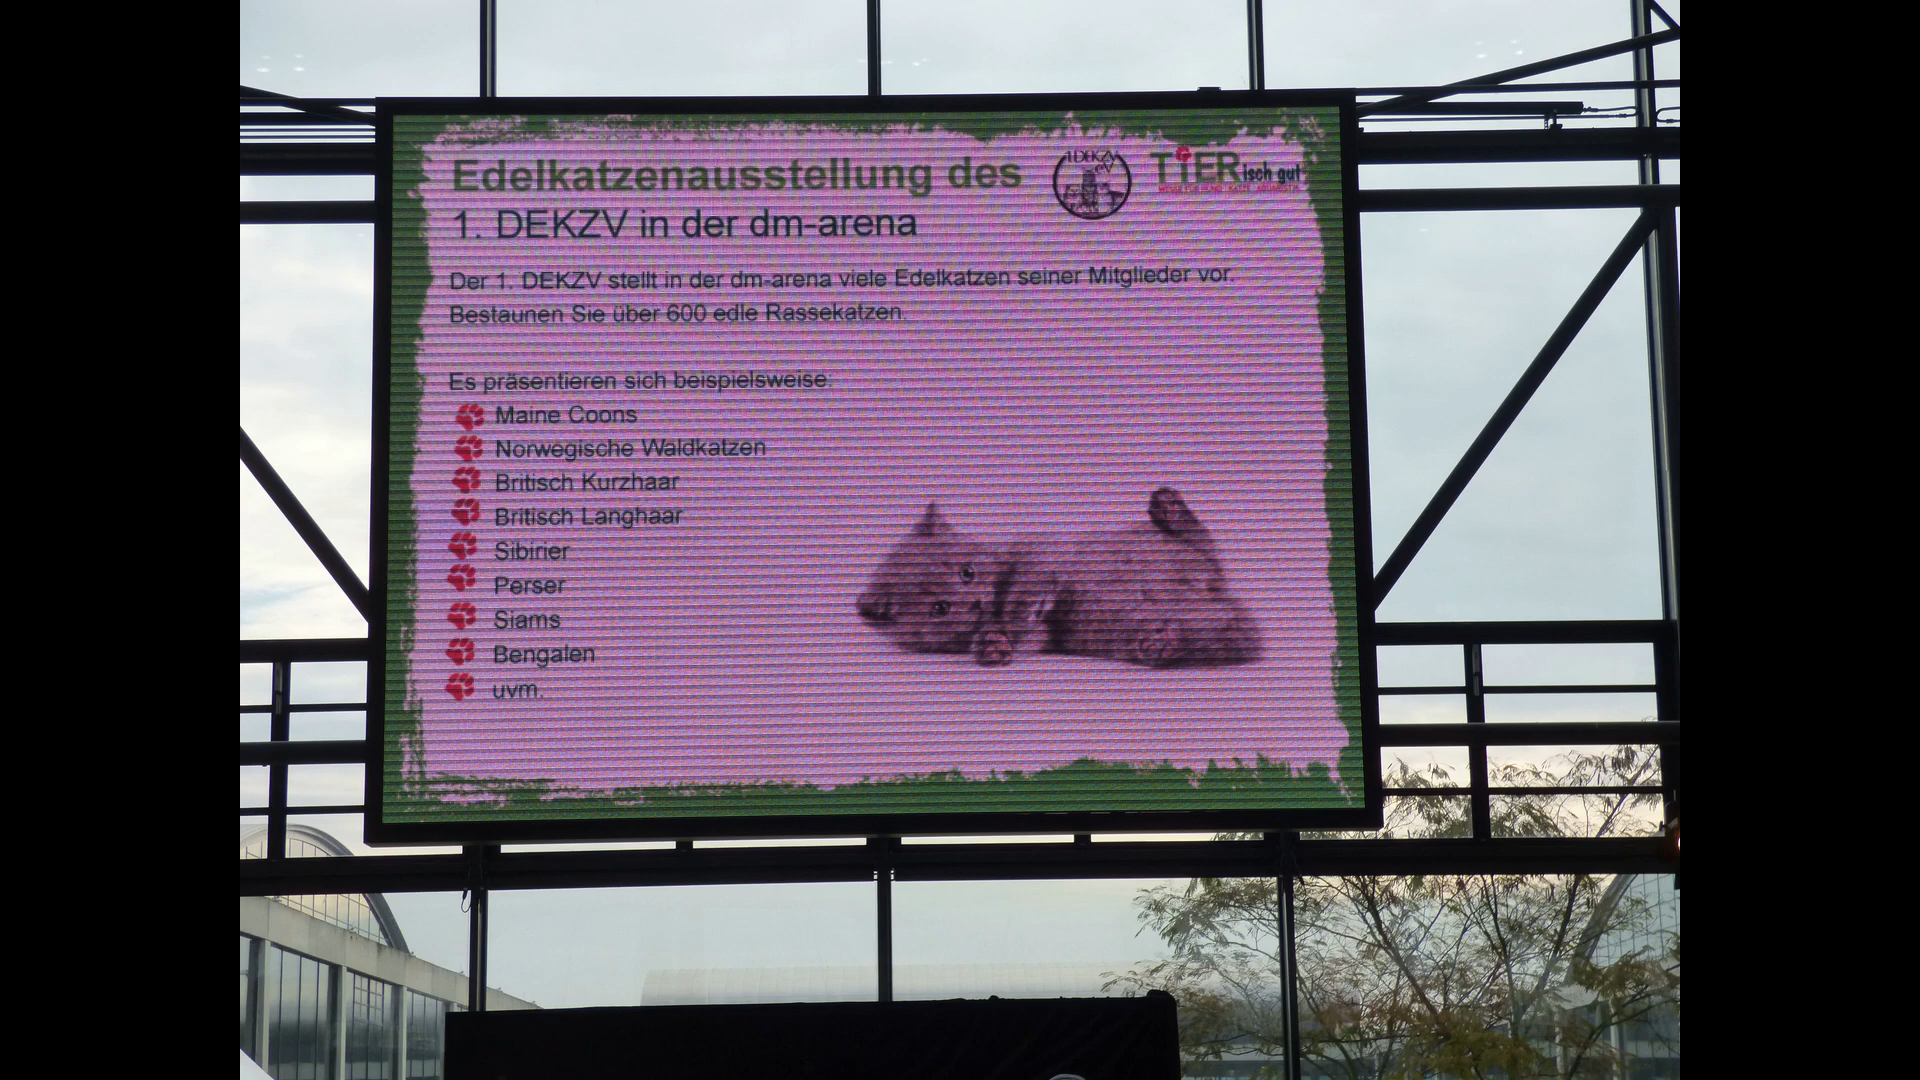 Edelkatzenausstellung des
1. DEKZV in der dm-arena
1.DEKZV
TiERisch gut
Der 1. DEKZV stellt in der dm-arena viele Edelkatzen seiner Mitglieder vor.
Bestaunen Sie über 600 edle Rassekatzen.
Es präsentieren sich beispielsweise:
Maine Coons
Norwegische Waldkatzen
Britisch Kurzhaar
Britisch Langhaar
Sibirier
Perser
Siams
Bengalen
uvm.